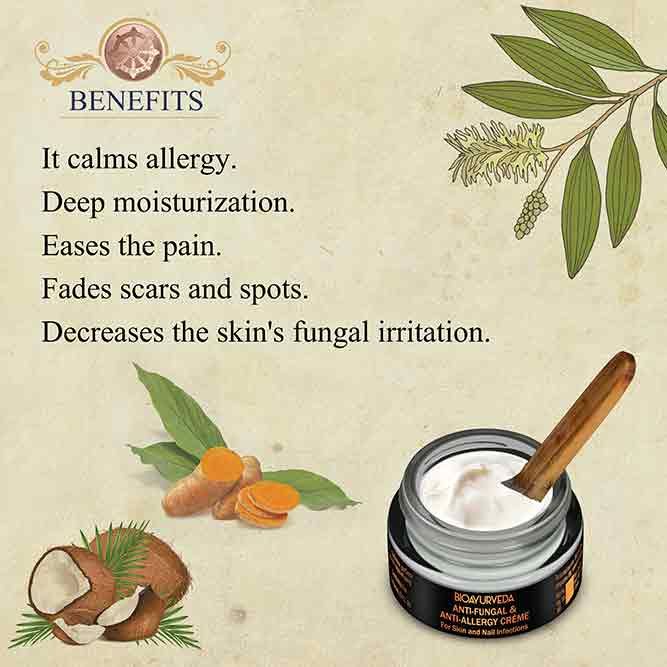 BENEFITS
It calms allergy.
Deep moisturization.
Eases the pain.
Fades scars and spots.
Decreases the skin's fungal irritation.
BIOAYURVEDA
ANTI-FUNGAL &
ANTI-ALLERGY CRÈME
For Skin and Nail Infections